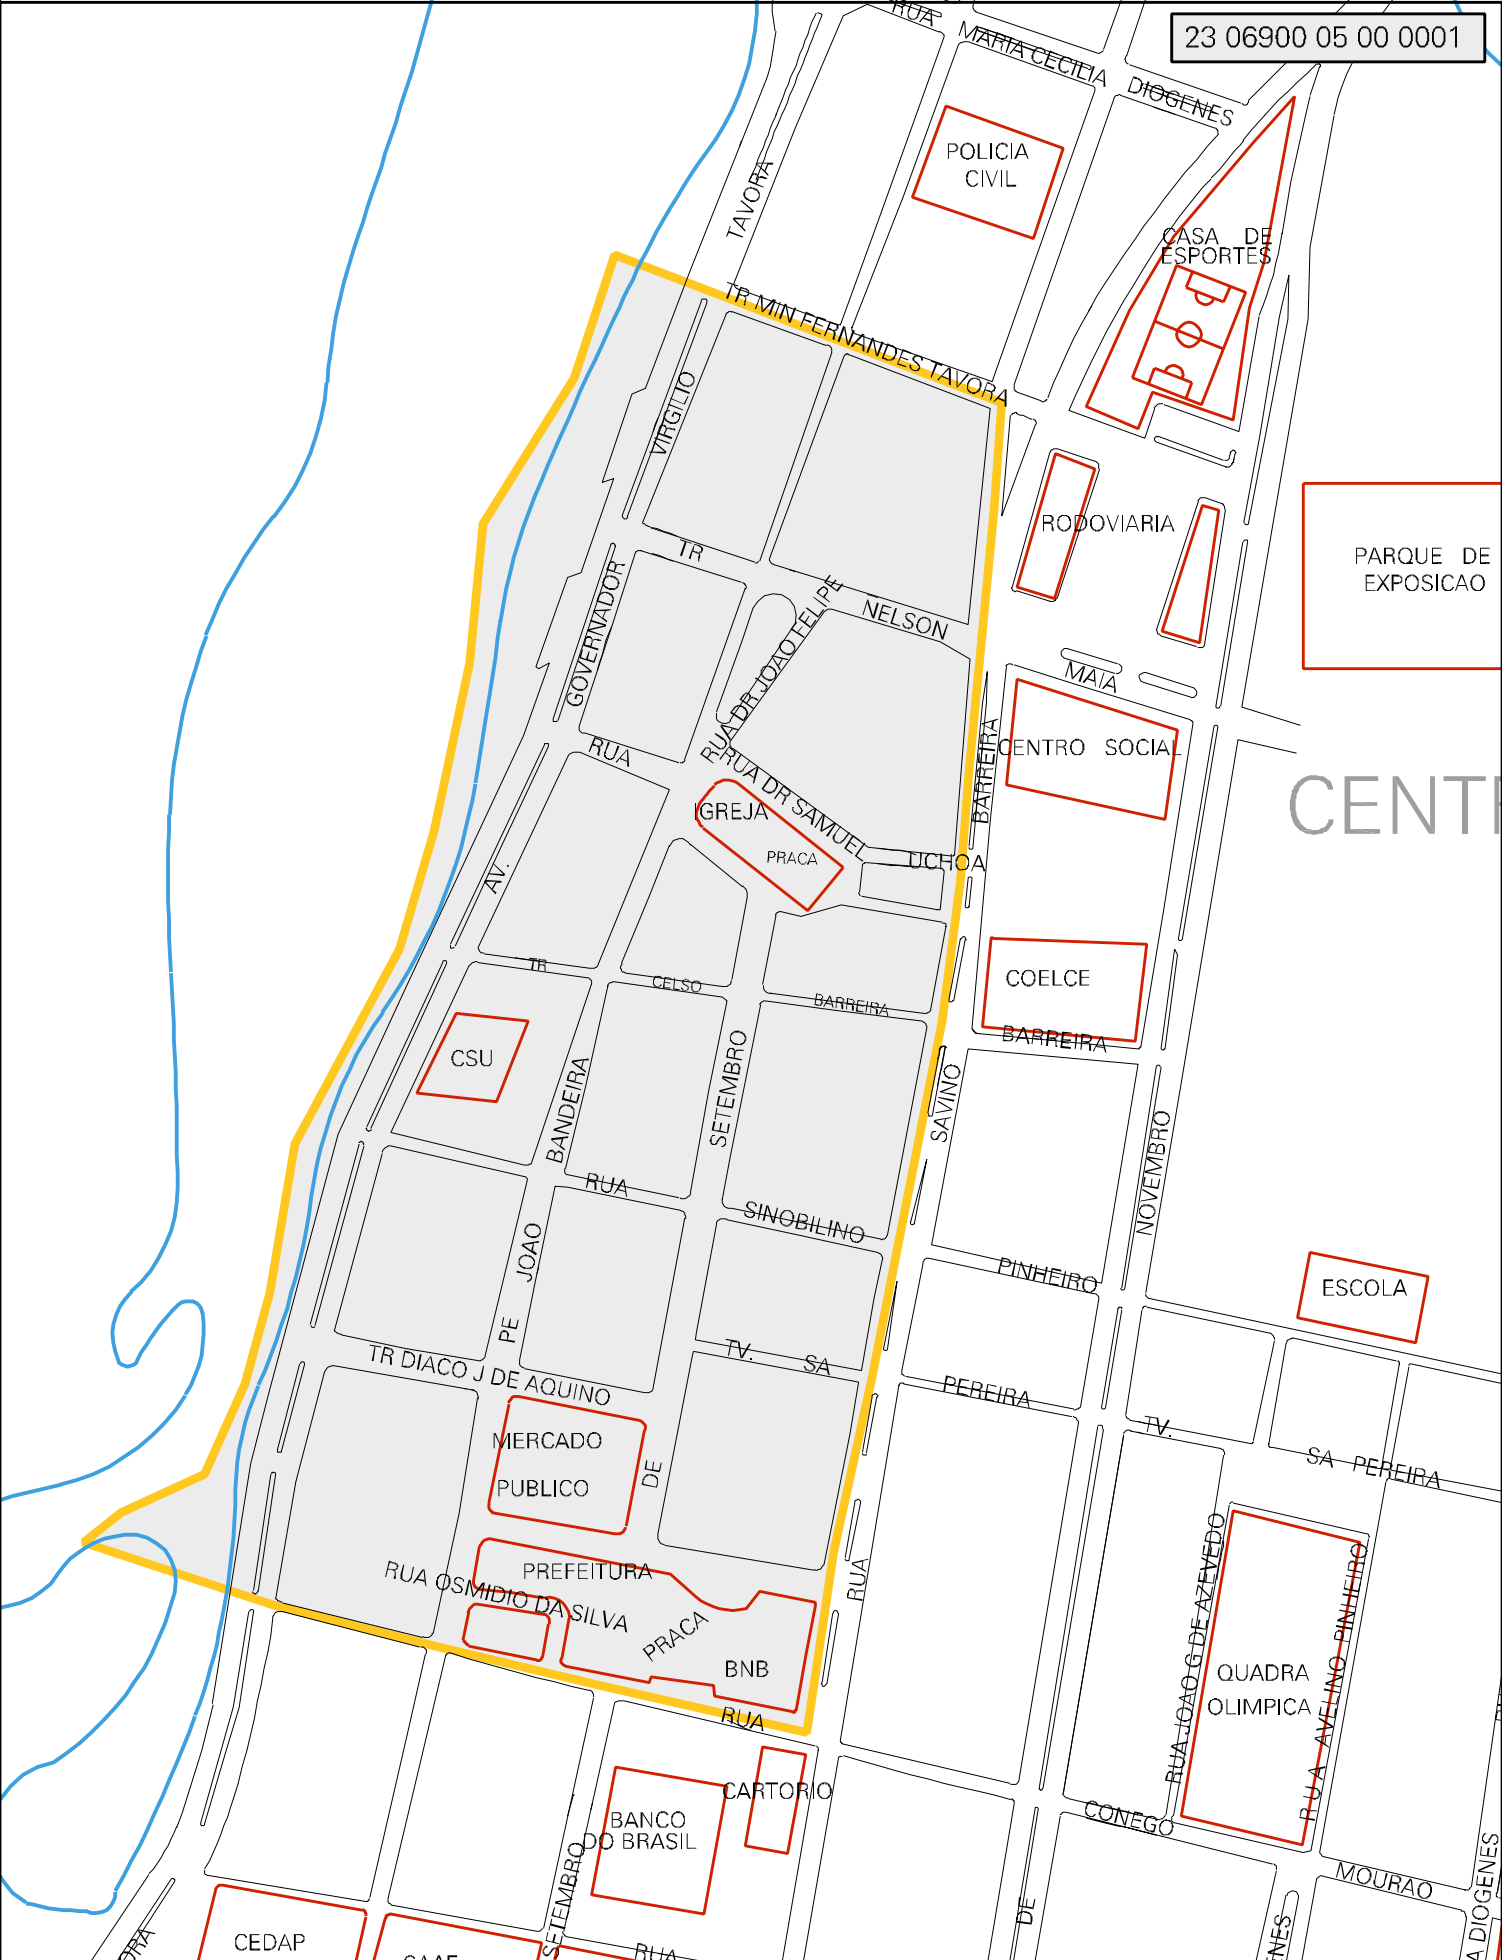 RUA
MARIA CECILIA
DIOGENES
23 06900 05 00 0001
POLICIA
CIVIL
TAVORA
CASA DE
ESPORTES
TR MIN FERNANDES TAVORA
VIRGILIO
RODOVIARIA
PARQUE DE
EXPOSICAO
TR
NELSON
MAIA
GOVERNADOR
RUA DR JOAO FELIPE
RUA
BARREIRA
CENTRO SOCIAL
RUA DR SAMUEL
UCHOA
IGREJA
PRACA
CENT
AV.
TR
CELSO
BARREIRA
COELCE
BARREIRA
CSU
BANDEIRA
SETEMBRO
SAVINO
NOVEMBRO
RUA
SINOBILINO
PINHEIRO
JOAO
PE
ESCOLA
TV.
SA
PEREIRA
TR DIACO J DE AQUINO
MERCADO
PUBLICO
DE
TV.
SA PEREIRA
PREFEITURA
RUA OSMIDIO DA SILVA
PRACA
BNB
RUA
RUA JOAO G DE AZEVEDO
RUA AVELINO PINHEIRO
QUADRA
OLIMPICA
RUA
CARTORIO
BANCO
DO BRASIL
CONEGO
MOURAO
SETEMBRO
DE
NES
A DIOGENES
CEDAP
ORA
RUA